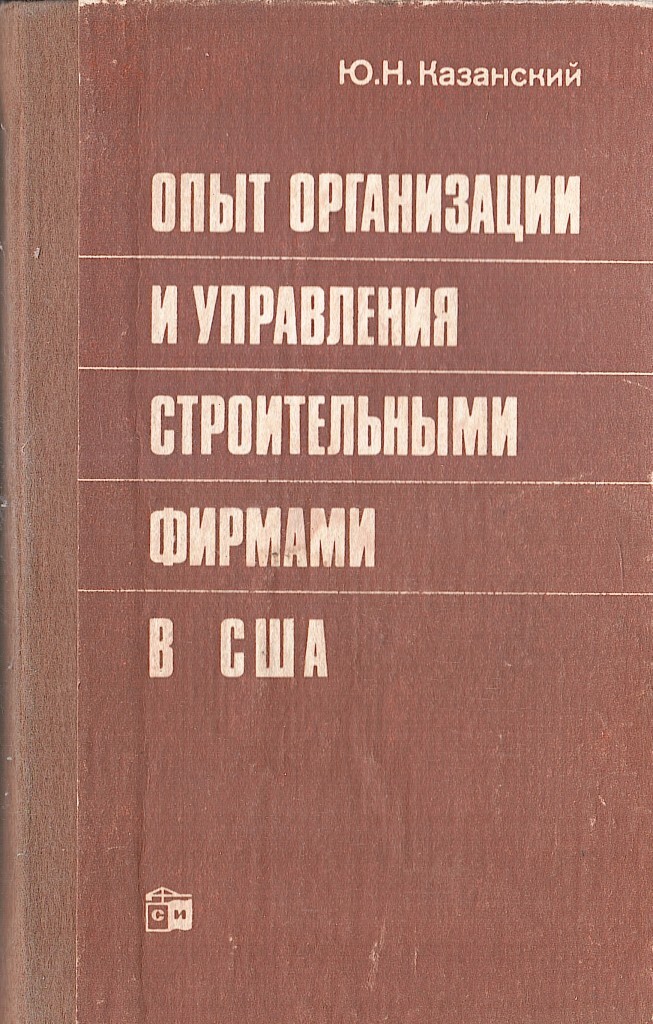 Ю.Н. Казанский
ОПЫТ ОРГАНИЗАЦИИ
И УПРАВЛЕНИЯ
СТРОИТЕЛЬНЫМИ
ФИРМАМИ
В США
СИ